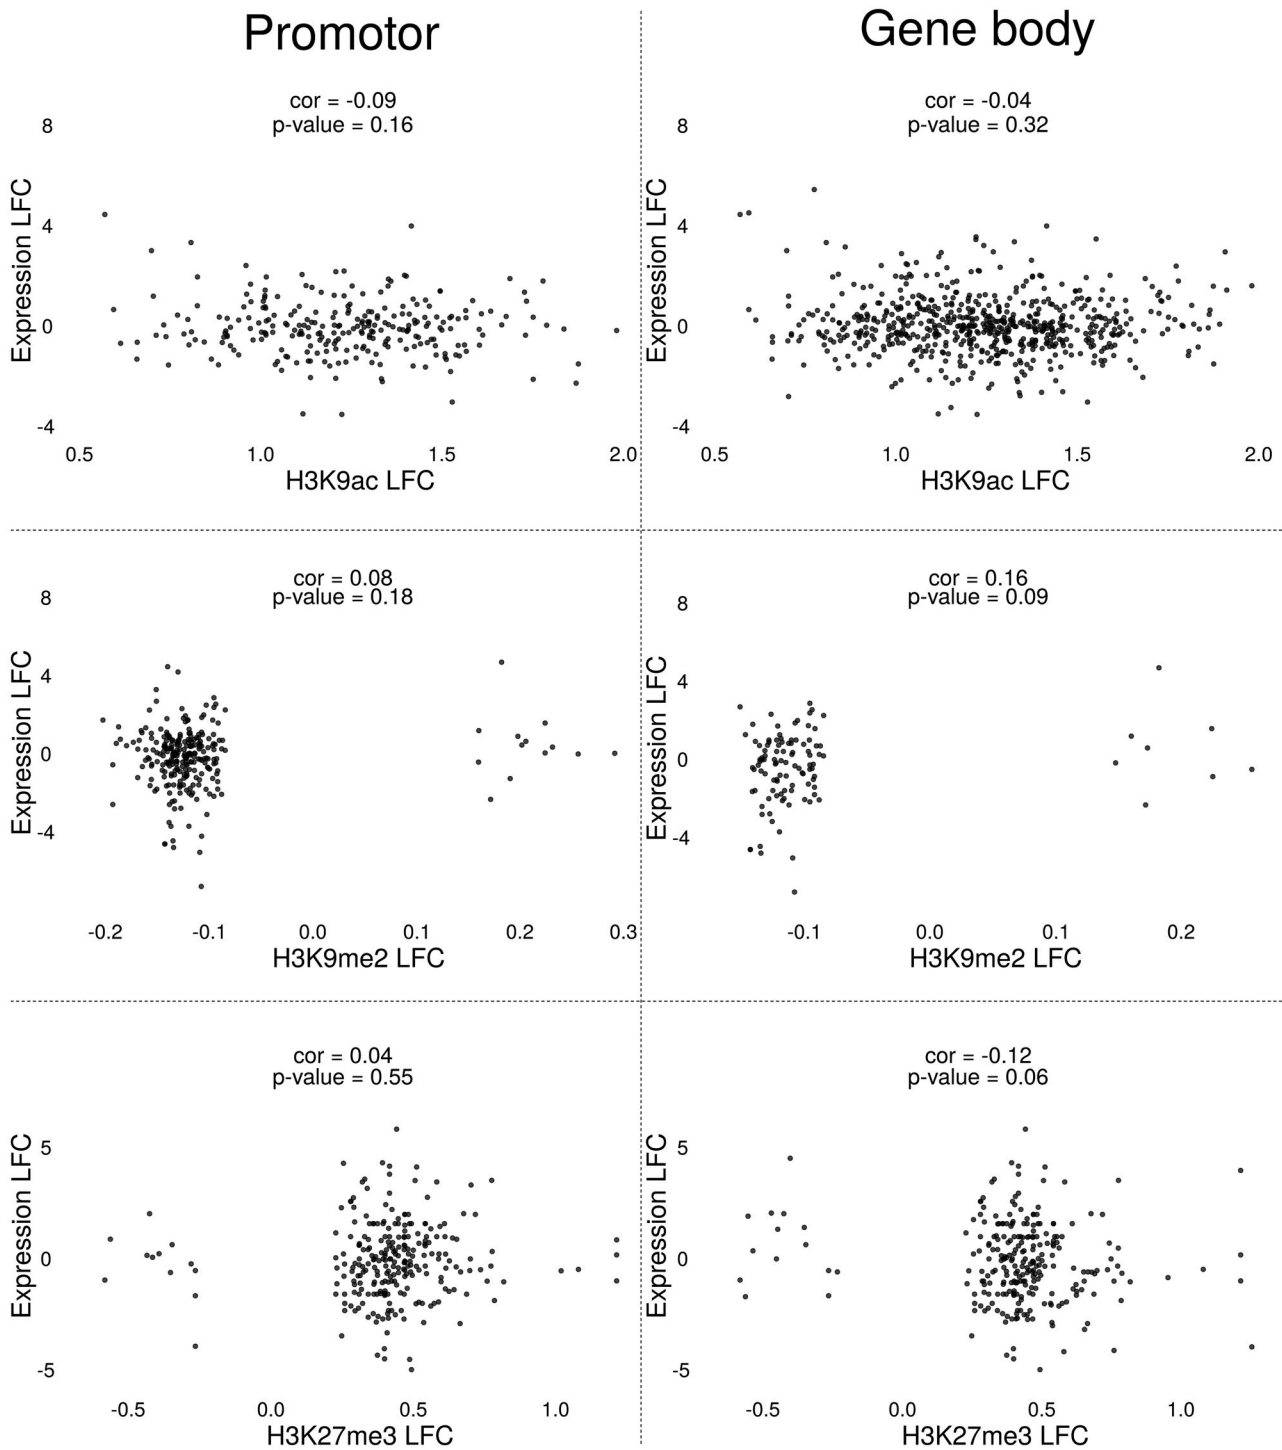 Promotor
Gene body
cor = -0.09
p-value = 0.16
8
4
0
-4
Expression LFC
0.5 1.0 1.5 2.0
H3K9ac LFC
cor = -0.04
p-value = 0.32
8
4
0
-4
Expression LFC
0.5 1.0 1.5 2.0
H3K9ac LFC
cor = 0.08
p-value = 0.18
8
4
0
-4
Expression LFC
-0.2 -0.1 0.0 0.1 0.2 0.3
H3K9me2 LFC
cor = 0.16
p-value = 0.09
8
4
0
-4
Expression LFC
-0.1 0.0 0.1 0.2
H3K9me2 LFC
cor = 0.04
p-value = 0.55
5
0
-5
Expression LFC
-0.5 0.0 0.5 1.0
H3K27me3 LFC
cor = -0.12
p-value = 0.06
5
0
-5
Expression LFC
-0.5 0.0 0.5 1.0
H3K27me3 LFC